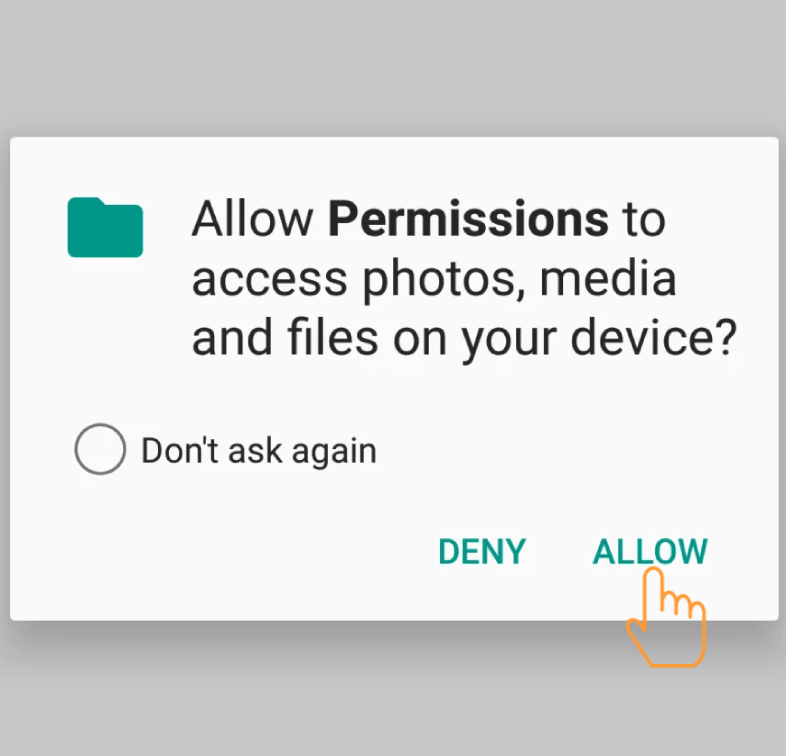 Allow Permissions to
access photos, media
and files on your device?
Don't ask again
DENY ALLOW